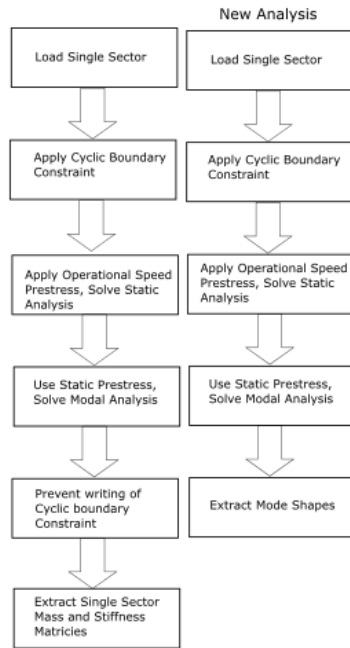 New Analysis
Load Single Sector
Apply Cyclic Boundary
Constraint
Apply Operational Speed
Prestress, Solve Static
Analysis
Use Static Prestress,
Solve Modal Analysis
Prevent writing of
Cyclic boundary
Constraint
Extract Single Sector
Mass and Stiffness
Matricies
Load Single Sector
Apply Cyclic Boundary
Constraint
Apply Operational Speed
Prestress, Solve Static
Analysis
Use Static Prestress,
Solve Modal Analysis
Extract Mode Shapes